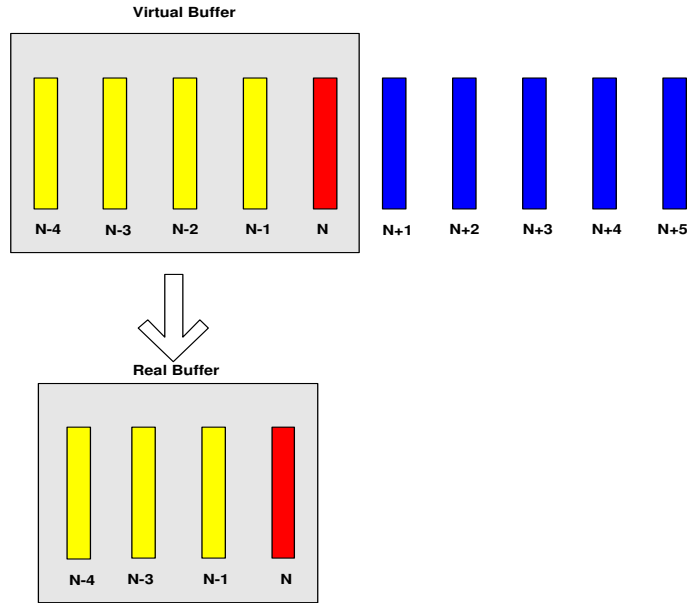 Virtual Buffer
N-4 N-3 N-2 N-1 N N+1 N+2 N+3 N+4 N+5
Real Buffer
N-4 N-3 N-1 N